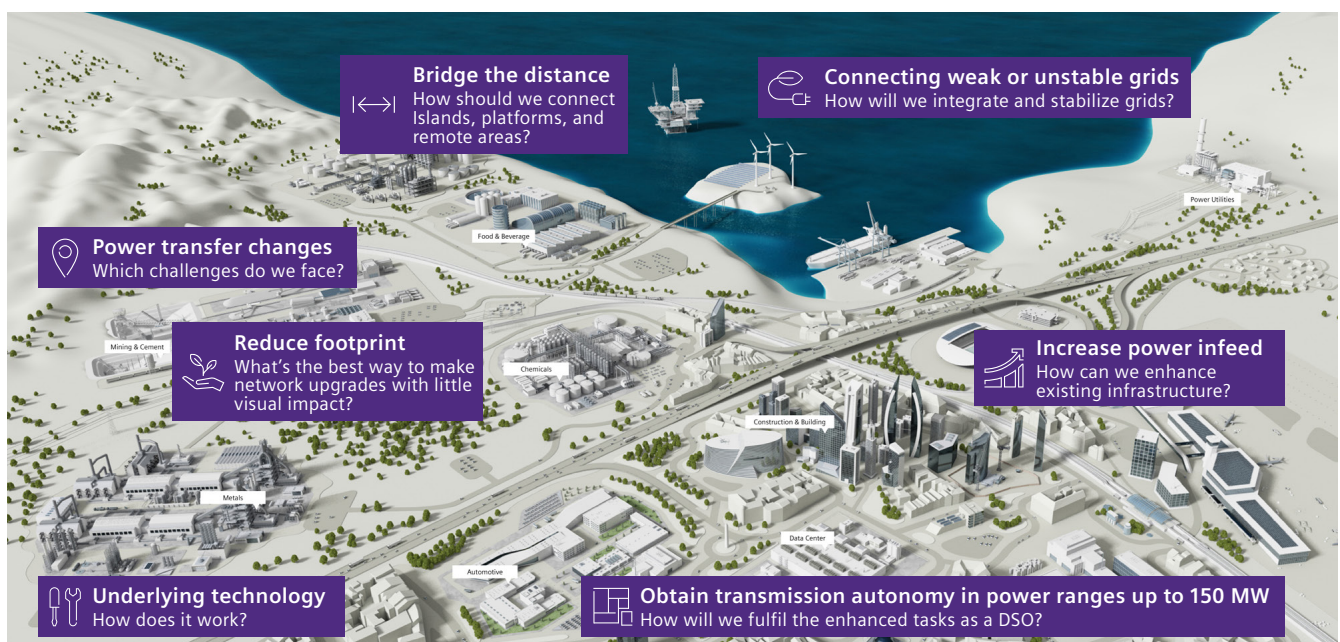 Bridge the distance
How should we connect
Islands, platforms, and
remote areas?
Connecting weak or unstable grids
How will we integrate and stabilize grids?
Power Utilities
Food & Beverage
Power transfer changes
Which challenges do we face?
Mining & Cement
Reduce footprint
What's the best way to make
network upgrades with little
visual impact?
Chemicals
Increase power infeed
How can we enhance
existing infrastructure?
Construction & Building
Metals
Data Center
Automotive
Underlying technology
How does it work?
Obtain transmission autonomy in power ranges up to 150 MW
How will we fulfil the enhanced tasks as a DSO?